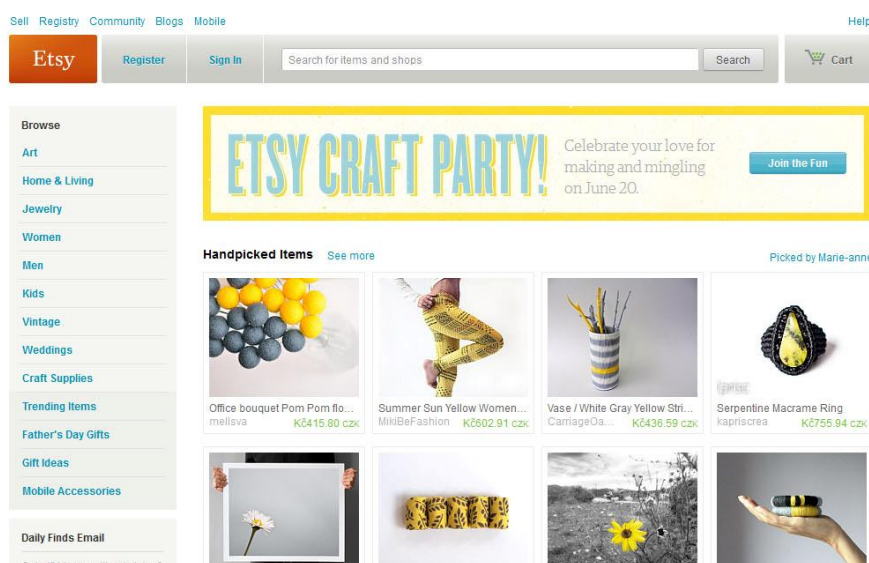 Sell Registry Community Blogs Mobile Help
Etsy Register Sign In Search for items and shops Search Cart
Browse
Art
Home & Living
Jewelry
Women
Men
Kids
Vintage
Weddings
Craft Supplies
Trending Items
Father's Day Gifts
Gift Ideas
Mobile Accessories
Daily Finds Email
ETSY CRAFT PARTY!
Celebrate your love for
making and mingling
on June 20.
Join the Fun
Handpicked Items See more Picked by Marie-anne
Office bouquet Pom Pom flo...
melisva Kč415.80 CZK
Summer Sun Yellow Women...
MikiBeFashion Kč602.91 CZK
Vase / White Gray Yellow Stri...
CarriageOa... Kč436.59 CZK
Serpentine Macrame Ring
kapriscrea Kč755.94 CZK